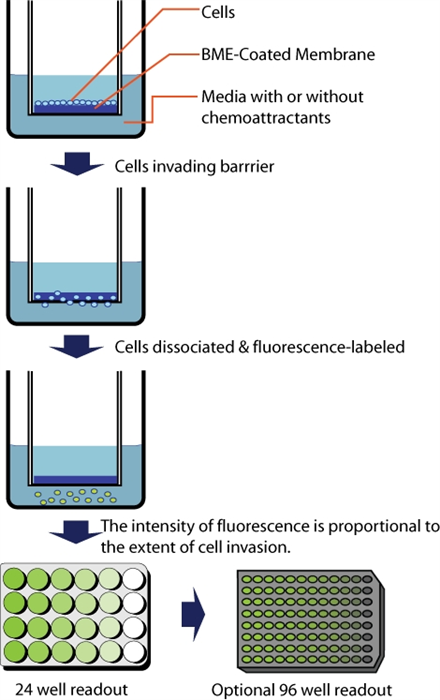 Cells
BME-Coated Membrane
Media with or without
chemoattractants
Cells invading barrrier
Cells dissociated & fluorescence-labeled
The intensity of fluorescence is proportional to
the extent of cell invasion.
24 well readout
Optional 96 well readout